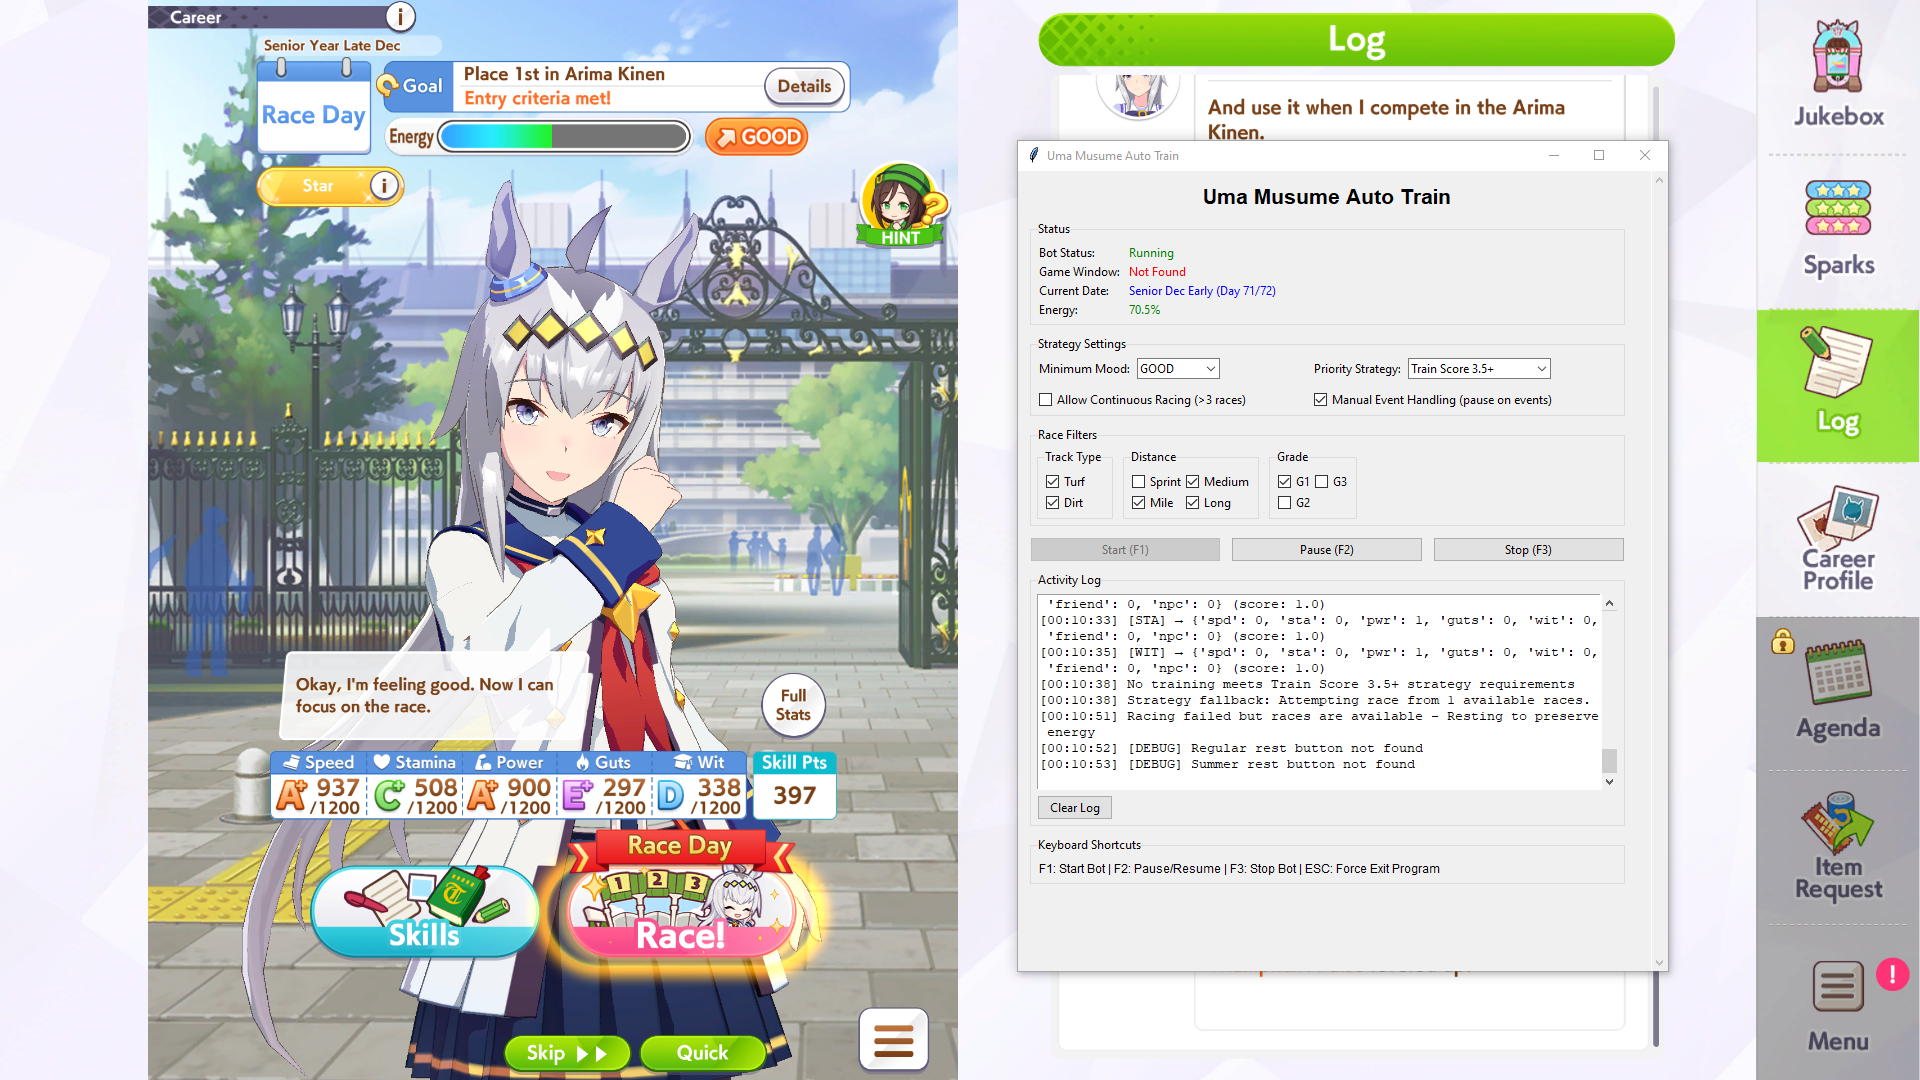 Career
i
Senior Year Late Dec
Race Day
Goal
Place 1st in Arima Kinen
Entry criteria met!
Details
Energy
GOOD
Star
i
HINT
Okay, I'm feeling good. Now I can
focus on the race.
Full
Stats
Speed
Stamina
Power
Guts
Wit
Skill Pts
A+ 937
/1200
C+ 508
/1200
A+ 900
/1200
E+ 297
/1200
D 338
/1200
397
Skills
Race Day
1 2 3
Race!
Skip
Quick
Log
And use it when I compete in the Arima
Kinen.
Uma Musume Auto Train
Uma Musume Auto Train
Status
Bot Status: Running
Game Window: Not Found
Current Date: Senior Dec Early (Day 71/72)
Energy: 70.5%
Strategy Settings
Minimum Mood: GOOD
Priority Strategy: Train Score 3.5+
Allow Continuous Racing (>3 races)
Manual Event Handling (pause on events)
Race Filters
Track Type
Turf
Dirt
Distance
Sprint Medium
Mile Long
Grade
G1 G3
G2
Start (F1)
Pause (F2)
Stop (F3)
Activity Log
'friend': 0, 'npc': 0} (score: 1.0)
[00:10:33] [STA] → {'spd': 0, 'sta': 0, 'pwr': 1, 'guts': 0, 'wit': 0,
'friend': 0, 'npc': 0} (score: 1.0)
[00:10:35] [WIT] → {'spd': 0, 'sta': 0, 'pwr': 1, 'guts': 0, 'wit': 0,
'friend': 0, 'npc': 0} (score: 1.0)
[00:10:38] No training meets Train Score 3.5+ strategy requirements
[00:10:38] Strategy fallback: Attempting race from 1 available races.
[00:10:51] Racing failed but races are available - Resting to preserve
energy
[00:10:52] [DEBUG] Regular rest button not found
[00:10:53] [DEBUG] Summer rest button not found
Clear Log
Keyboard Shortcuts
F1: Start Bot | F2: Pause/Resume | F3: Stop Bot | ESC: Force Exit Program
Jukebox
Sparks
Log
Career
Profile
Agenda
Item
Request
Menu
!